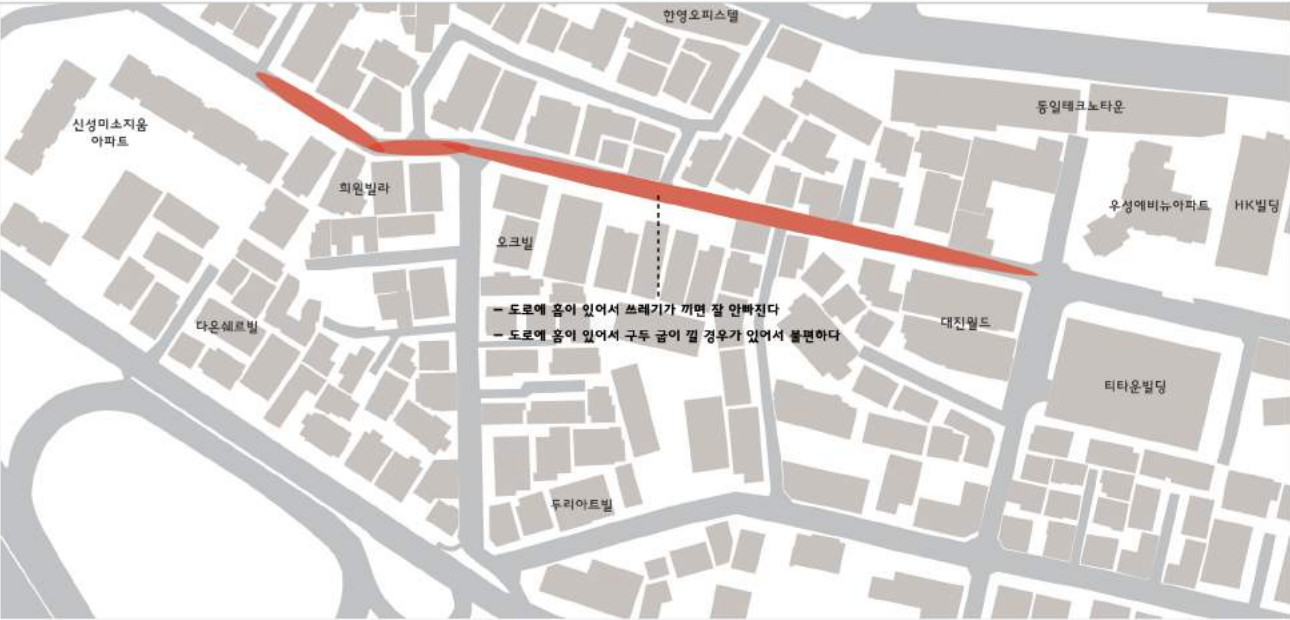 한영오피스텔
동일테크노타운
신성미소지움
아파트
희원빌라
우성에비뉴아파트
HK빌딩
오크빌
- 도로에 홈이 있어서 쓰레기가 끼면 잘 안빠진다
- 도로에 홈이 있어서 구두 굽이 낄 경우가 있어서 불편하다
다온쉐르빌
대진월드
티타운빌딩
두리아트빌